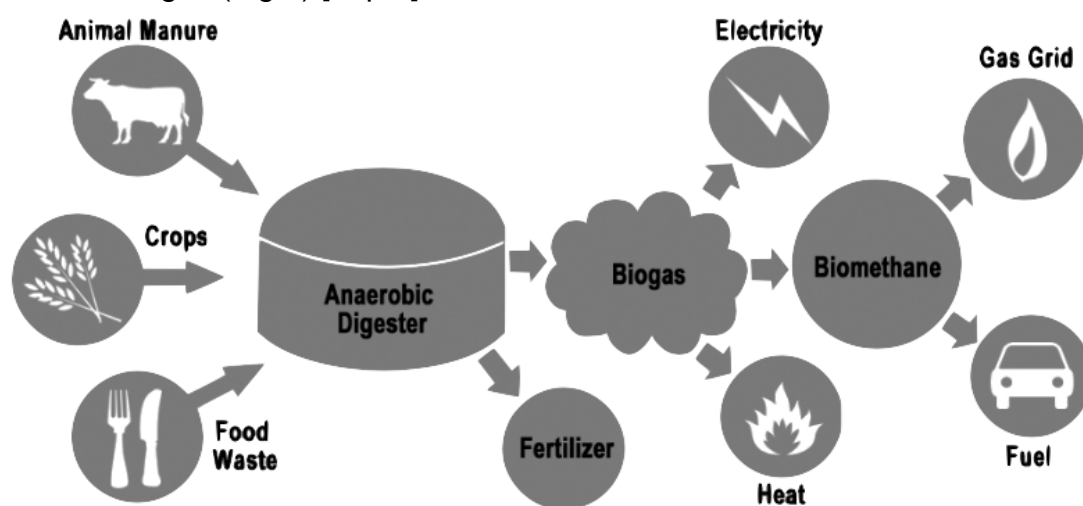 Animal Manure
Crops
Food
Waste
Anaerobic
Digester
Fertilizer
Biogas
Electricity
Heat
Biomethane
Gas Grid
Fuel